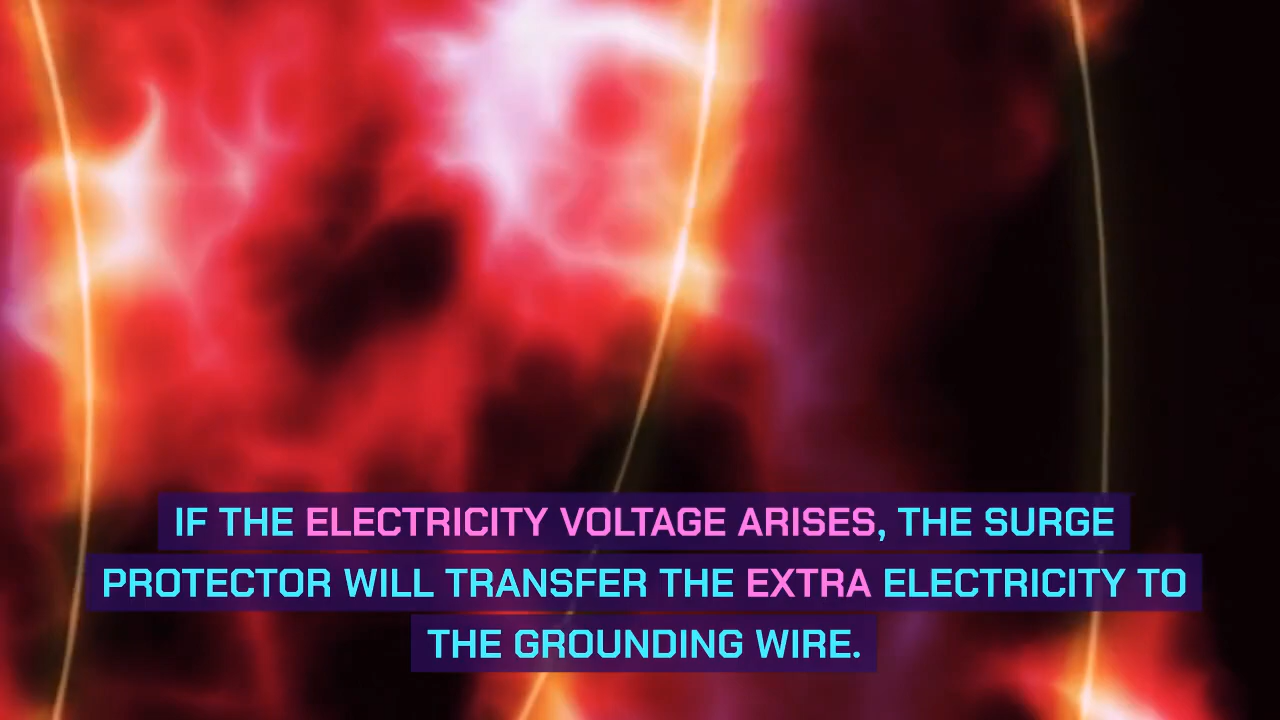 IF THE ELECTRICITY VOLTAGE ARISES, THE SURGE
PROTECTOR WILL TRANSFER THE EXTRA ELECTRICITY TO
THE GROUNDING WIRE.